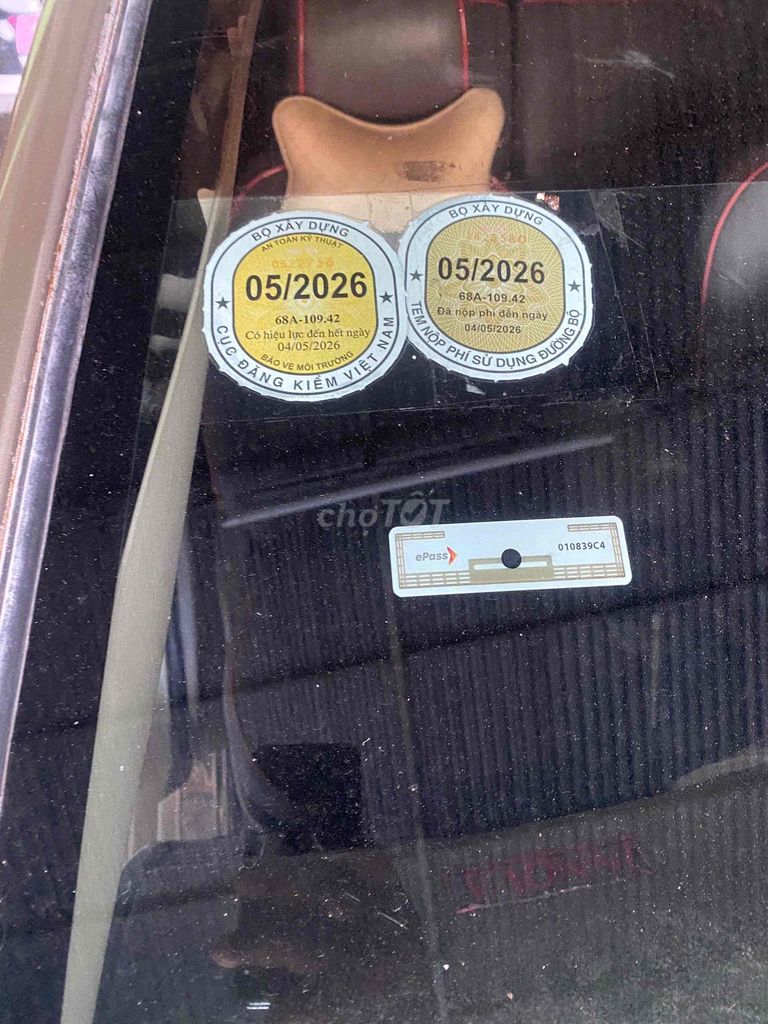 BỘ XÂY DỰNG
AN TOÀN KỸ THUẬT
05/2026
68A-109.42
Có hiệu lực đến hết ngày
04/05/2026
BẢO VỆ MÔI TRƯỜNG
CỤC ĐĂNG KIỂM VIỆT NAM
BỘ XÂY DỰNG
05/2026
68A-109.42
Đã nộp phí đến ngày
04/05/2026
TEM NỘP PHÍ SỬ DỤNG ĐƯỜNG BỘ
chợTỐT
ePass
010839C4